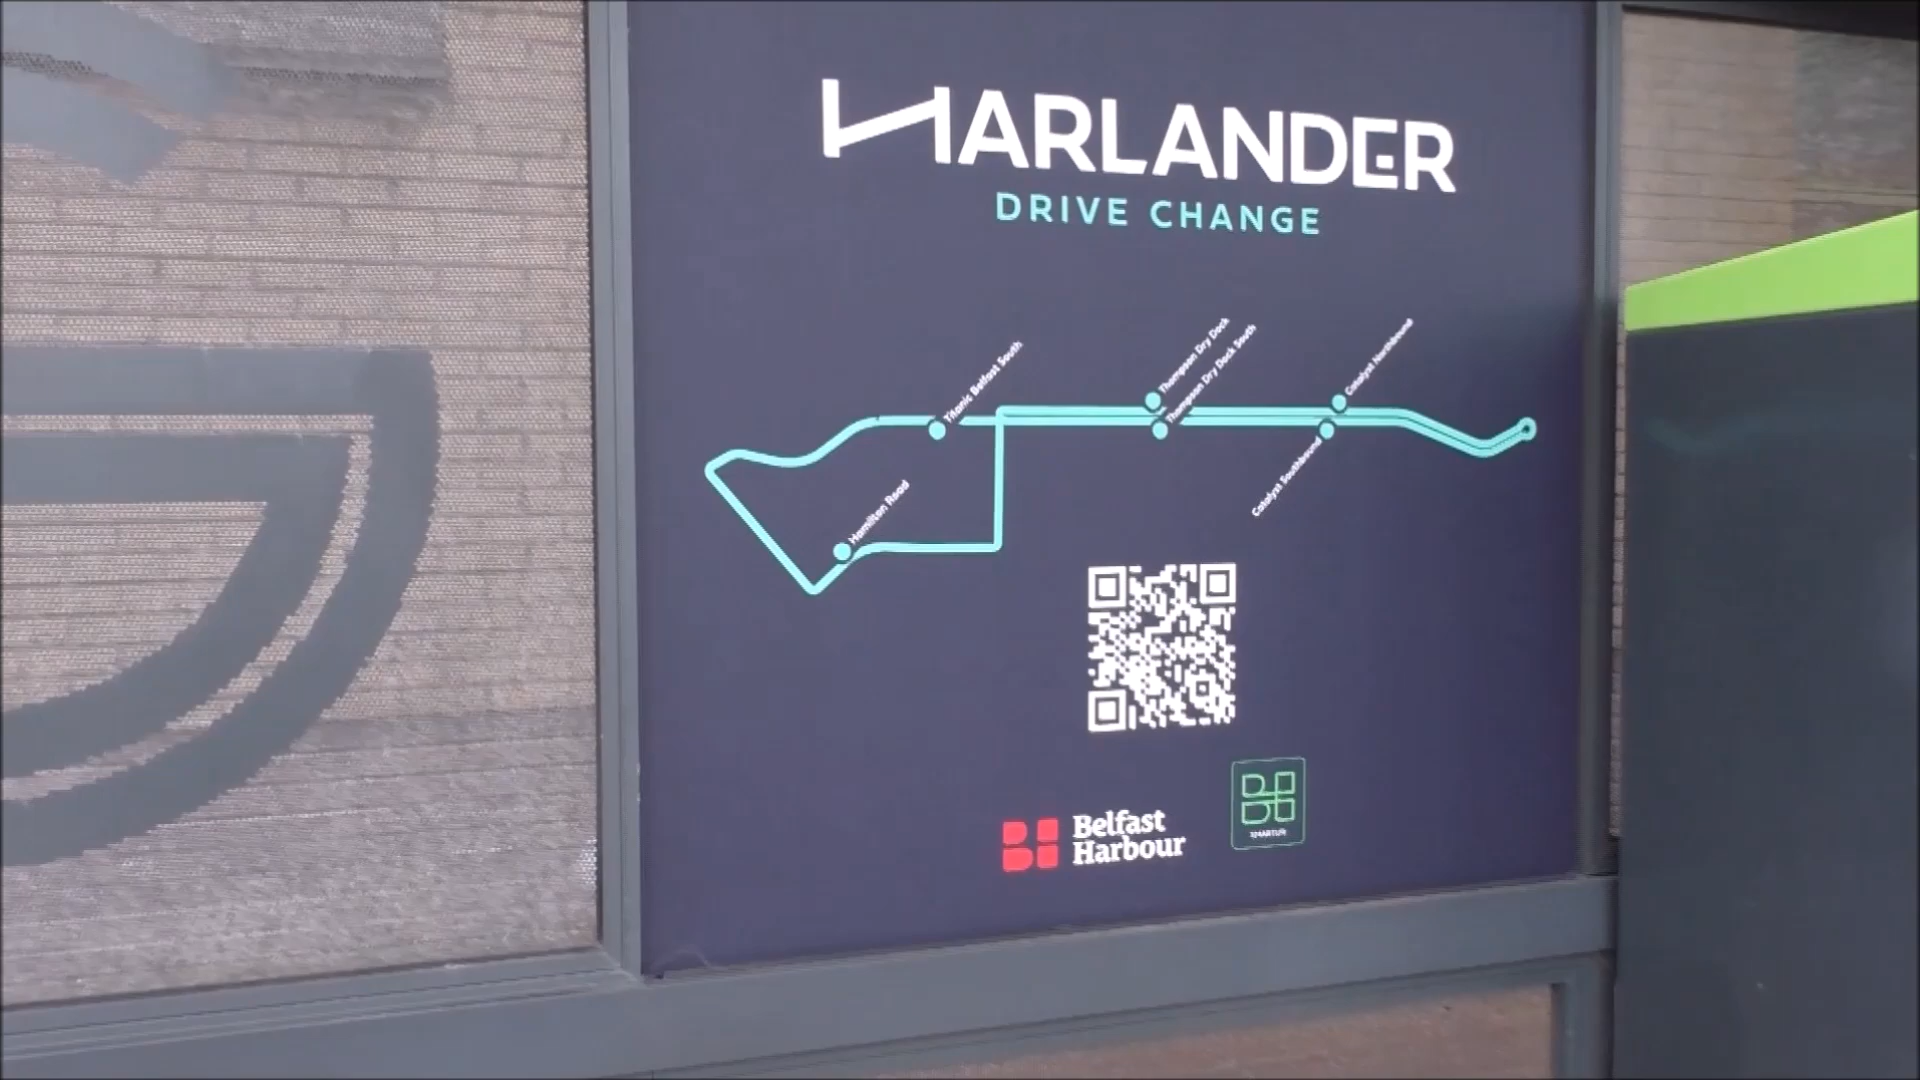 HARLANDER
DRIVE CHANGE
Titanic Belfast South
Thompson Dry Dock
Thompson Dry Dock South
Catalyst Northbound
Catalyst Southbound
Hamilton Road
Belfast
Harbour